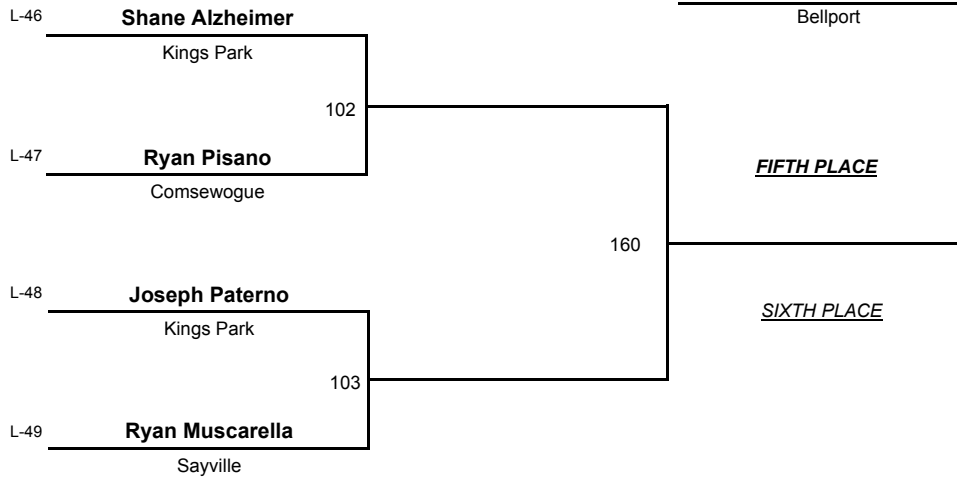 L-46 Shane Alzheimer
Kings Park
Bellport
102
L-47 Ryan Pisano
Comsewogue
FIFTH PLACE
160
L-48 Joseph Paterno
Kings Park
SIXTH PLACE
103
L-49 Ryan Muscarella
Sayville